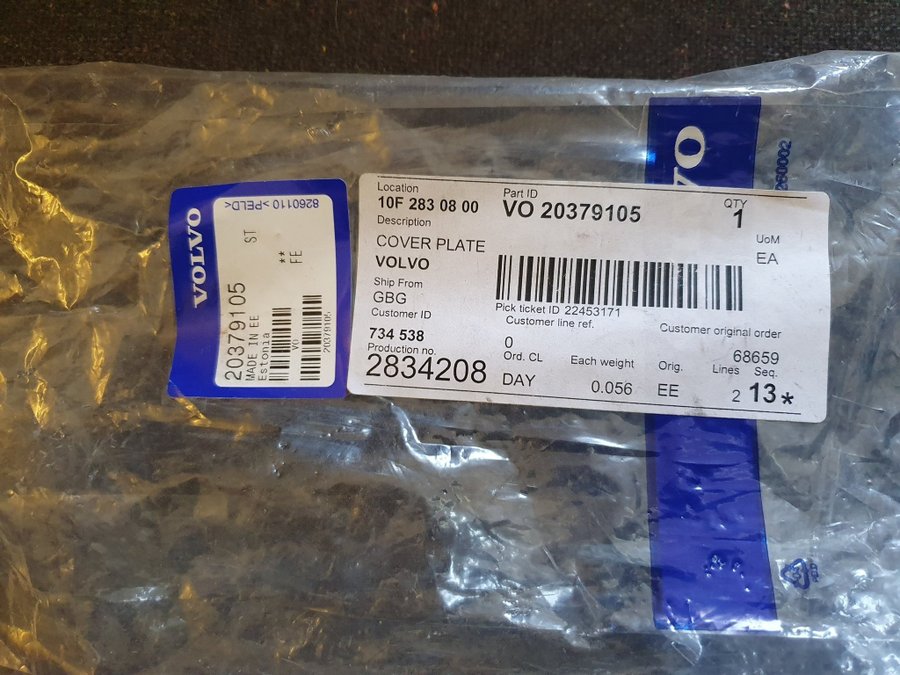 VOLVO
20379105
MADE IN EE
Estonia
ST
**
FE
VO
20379105
8260110 >PELD<
Location
10F 283 08 00
Part ID
VO 20379105
QTY
1
Description
COVER PLATE
VOLVO
UoM
EA
Ship From
GBG
Pick ticket ID 22453171
Customer ID
734 538
Customer line ref.
0
Customer original order
68659
Production no.
2834208
Ord. CL
DAY
Each weight
0.056
Orig.
EE
Lines
2
Seq.
13*